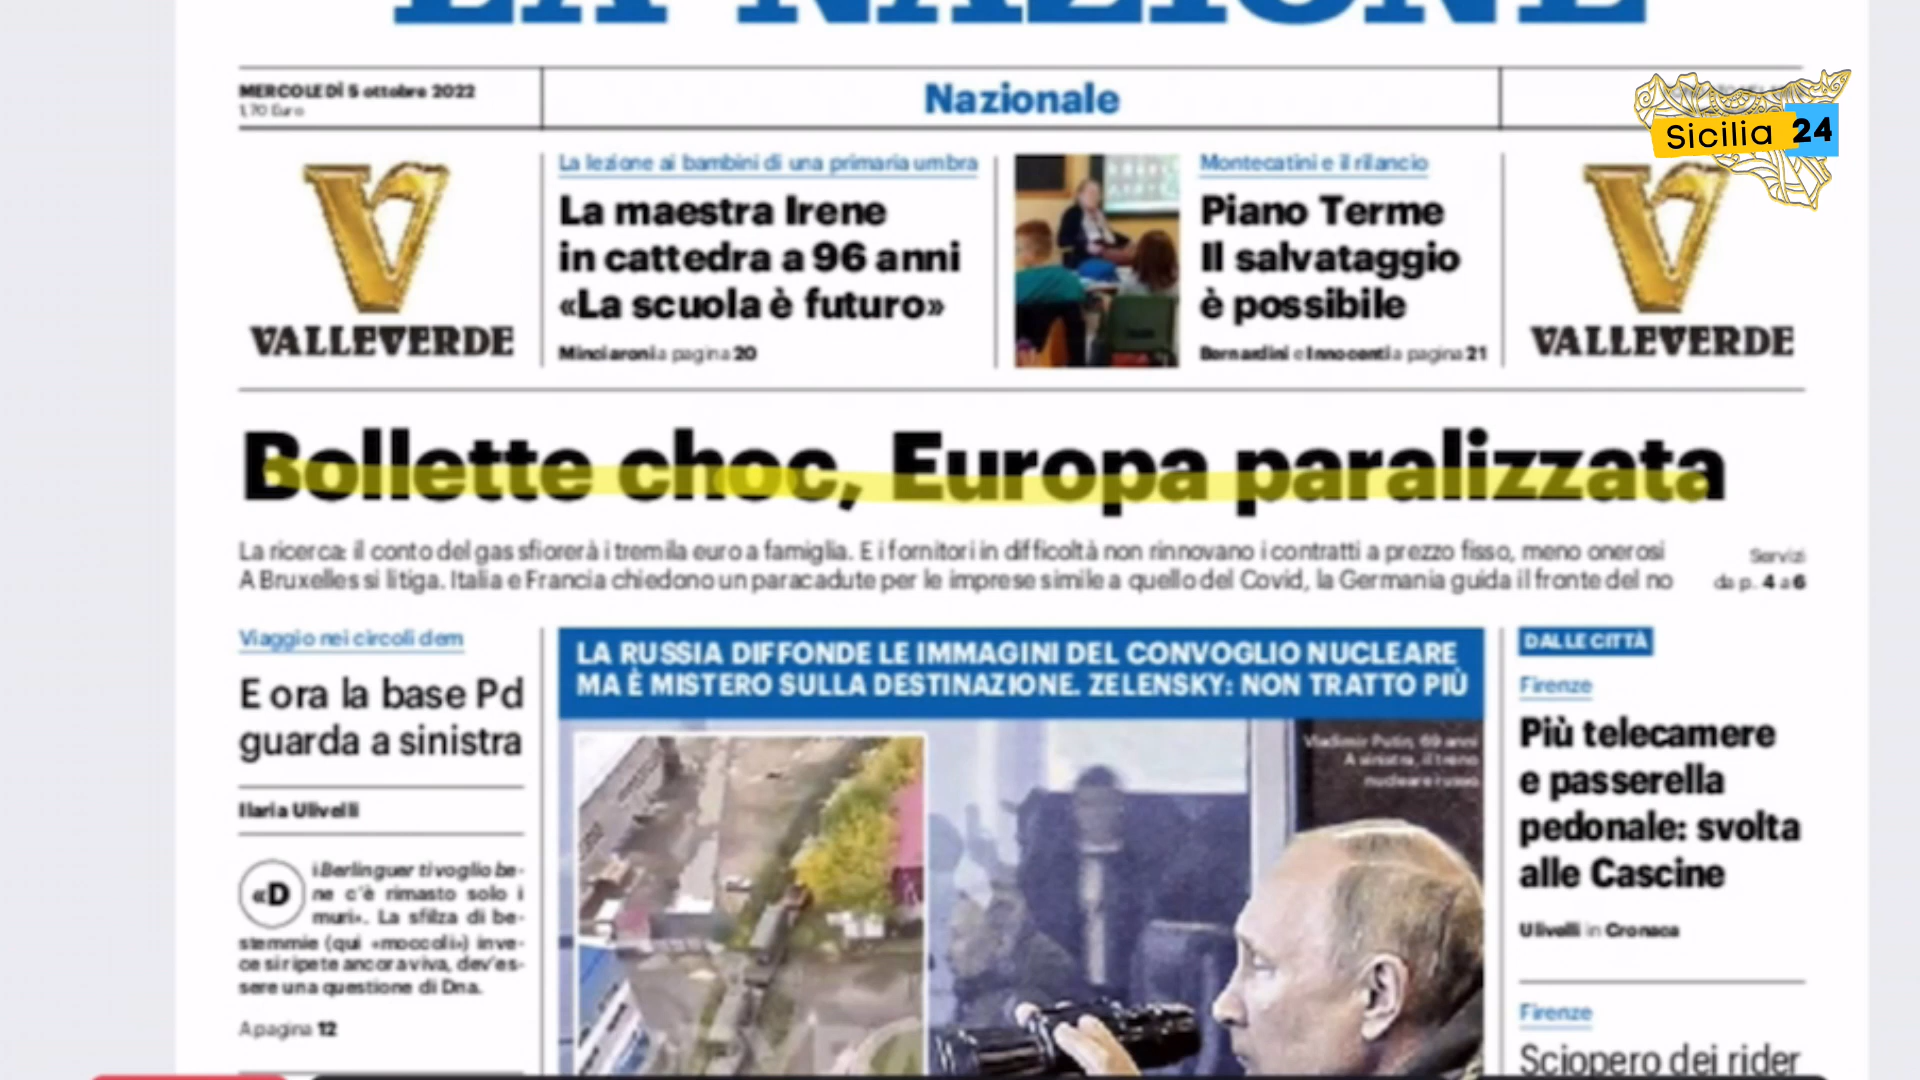 LA NAZIONE
MERCOLEDÌ 5 ottobre 2022
1,70 Euro
Nazionale
Sicilia 24
VALLEVERDE
La lezione ai bambini di una primaria umbra
La maestra Irene
in cattedra a 96 anni
«La scuola è futuro»
Minciaroni a pagina 20
Montecatini e il rilancio
Piano Terme
Il salvataggio
è possibile
Bernardini e Innocenti a pagina 21
VALLEVERDE
Bollette choc, Europa paralizzata
La ricerca: il conto del gas sfiorerà i tremila euro a famiglia. E i fornitori in difficoltà non rinnovano i contratti a prezzo fisso, meno onerosi
A Bruxelles si litiga. Italia e Francia chiedono un paracadute per le imprese simile a quello del Covid, la Germania guida il fronte del no
Servizi
da p. 4 a 6
Viaggio nei circoli dem
E ora la base Pd
guarda a sinistra
Ilaria Ulivelli
«D
i Berlinguer ti voglio be-
ne c'è rimasto solo i
muri». La sfilza di be-
stemmie (qui «moccoli») inve-
ce si ripete ancora viva, dev'es-
sere una questione di Dna.
A pagina 12
LA RUSSIA DIFFONDE LE IMMAGINI DEL CONVOGLIO NUCLEARE
MA È MISTERO SULLA DESTINAZIONE. ZELENSKY: NON TRATTO PIÙ
Vladimir Putin, 69 anni
A sinistra, il treno
nucleare russo
DALLE CITTÀ
Firenze
Più telecamere
e passerella
pedonale: svolta
alle Cascine
Ulivelli in Cronaca
Firenze
Sciopero dei rider